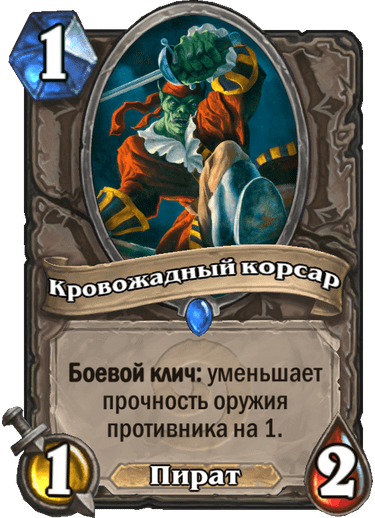 1
Кровожадный корсар
Боевой клич: уменьшает
прочность оружия
противника на 1.
1
Пират
2